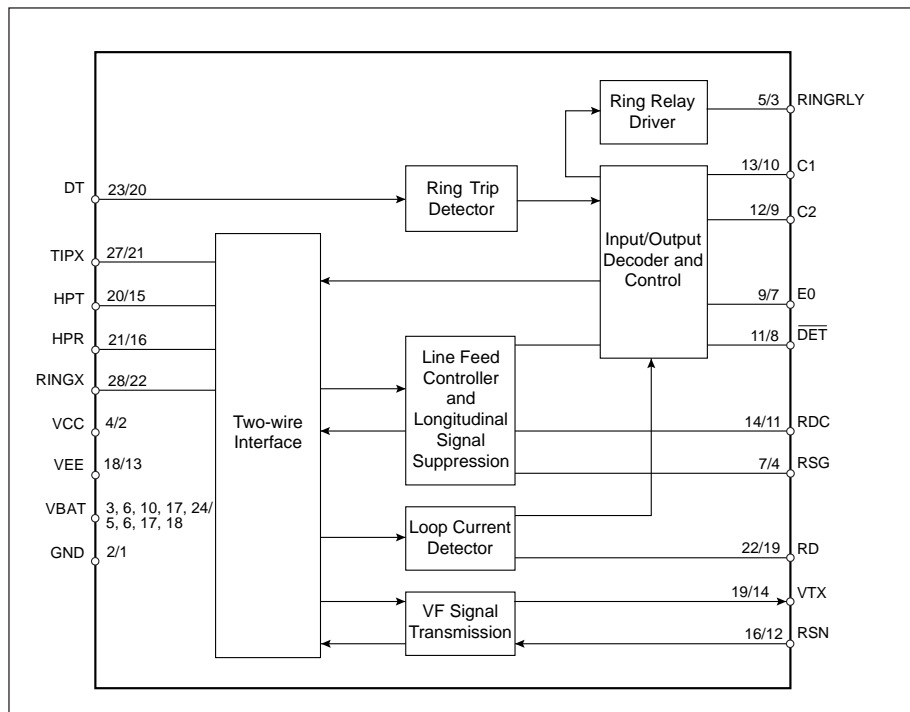 Ring Relay
Driver
5/3
RINGRLY
13/10
C1
DT
23/20
Ring Trip
Detector
12/9
C2
TIPX
27/21
Input/Output
Decoder and
Control
HPT
20/15
9/7
E0
HPR
21/16
11/8
DET
RINGX
28/22
Line Feed
Controller
and
Longitudinal
Signal
Suppression
Two-wire
Interface
VCC
4/2
14/11
RDC
VEE
18/13
7/4
RSG
VBAT
3, 6, 10, 17, 24/
5, 6, 17, 18
Loop Current
Detector
GND
2/1
22/19
RD
19/14
VTX
VF Signal
Transmission
16/12
RSN